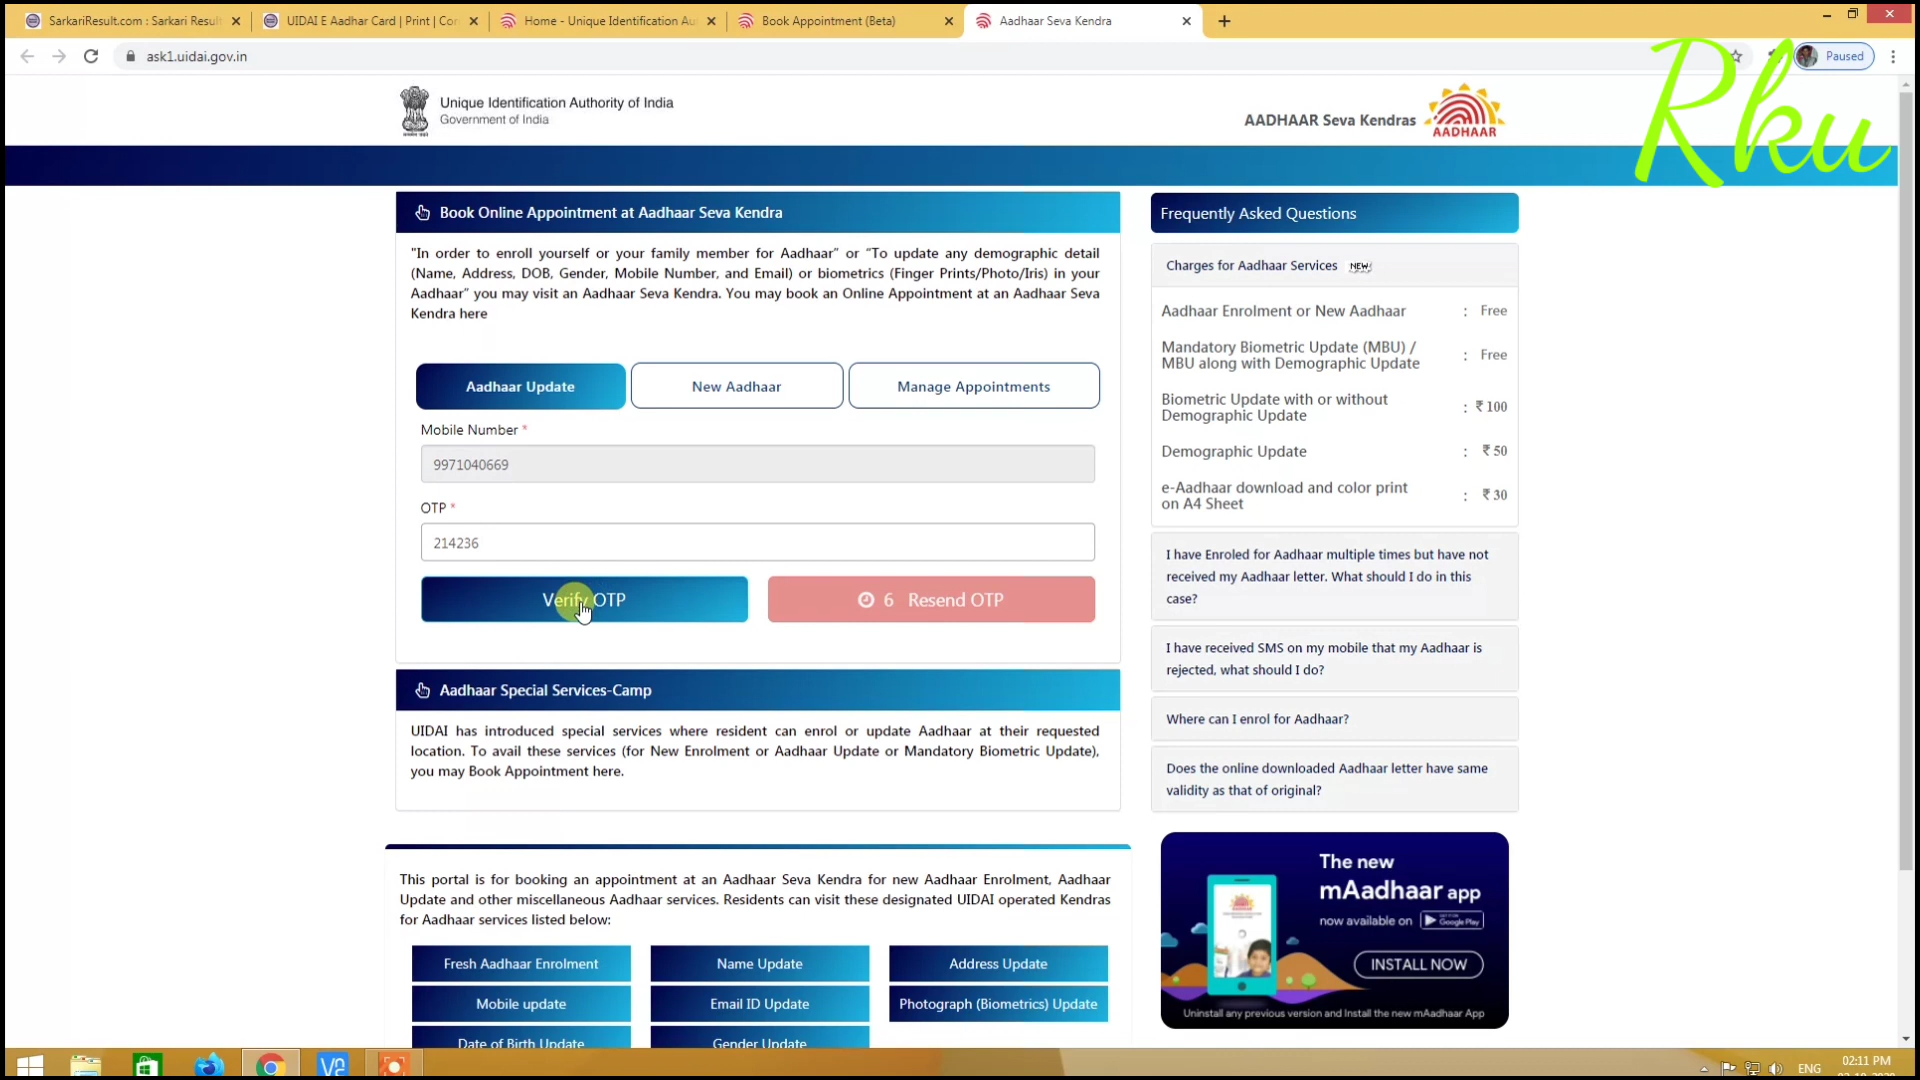 SarkariResult.com : Sarkari Result
UIDAI E Aadhar Card | Print | Cor
Home - Unique Identification Au
Book Appointment (Beta)
Aadhaar Seva Kendra
ask1.uidai.gov.in
Paused
Rku
Unique Identification Authority of India
Government of India
AADHAAR Seva Kendras
AADHAAR
Book Online Appointment at Aadhaar Seva Kendra
"In order to enroll yourself or your family member for Aadhaar” or “To update any demographic detail
(Name, Address, DOB, Gender, Mobile Number, and Email) or biometrics (Finger Prints/Photo/Iris) in your
Aadhaar” you may visit an Aadhaar Seva Kendra. You may book an Online Appointment at an Aadhaar Seva
Kendra here
Aadhaar Update
New Aadhaar
Manage Appointments
Mobile Number *
9971040669
OTP *
214236
Verify OTP
6 Resend OTP
Aadhaar Special Services-Camp
UIDAI has introduced special services where resident can enrol or update Aadhaar at their requested
location. To avail these services (for New Enrolment or Aadhaar Update or Mandatory Biometric Update),
you may Book Appointment here.
This portal is for booking an appointment at an Aadhaar Seva Kendra for new Aadhaar Enrolment, Aadhaar
Update and other miscellaneous Aadhaar services. Residents can visit these designated UIDAI operated Kendras
for Aadhaar services listed below:
Fresh Aadhaar Enrolment
Name Update
Address Update
Mobile update
Email ID Update
Photograph (Biometrics) Update
Date of Birth Update
Gender Update
Frequently Asked Questions
Charges for Aadhaar Services NEW
Aadhaar Enrolment or New Aadhaar : Free
Mandatory Biometric Update (MBU) /
MBU along with Demographic Update : Free
Biometric Update with or without
Demographic Update : ₹ 100
Demographic Update : ₹ 50
e-Aadhaar download and color print
on A4 Sheet : ₹ 30
I have Enroled for Aadhaar multiple times but have not
received my Aadhaar letter. What should I do in this
case?
I have received SMS on my mobile that my Aadhaar is
rejected, what should I do?
Where can I enrol for Aadhaar?
Does the online downloaded Aadhaar letter have same
validity as that of original?
The new
mAadhaar app
now available on
Google Play
INSTALL NOW
Uninstall any previous version and Install the new mAadhaar App
ENG
02:11 PM